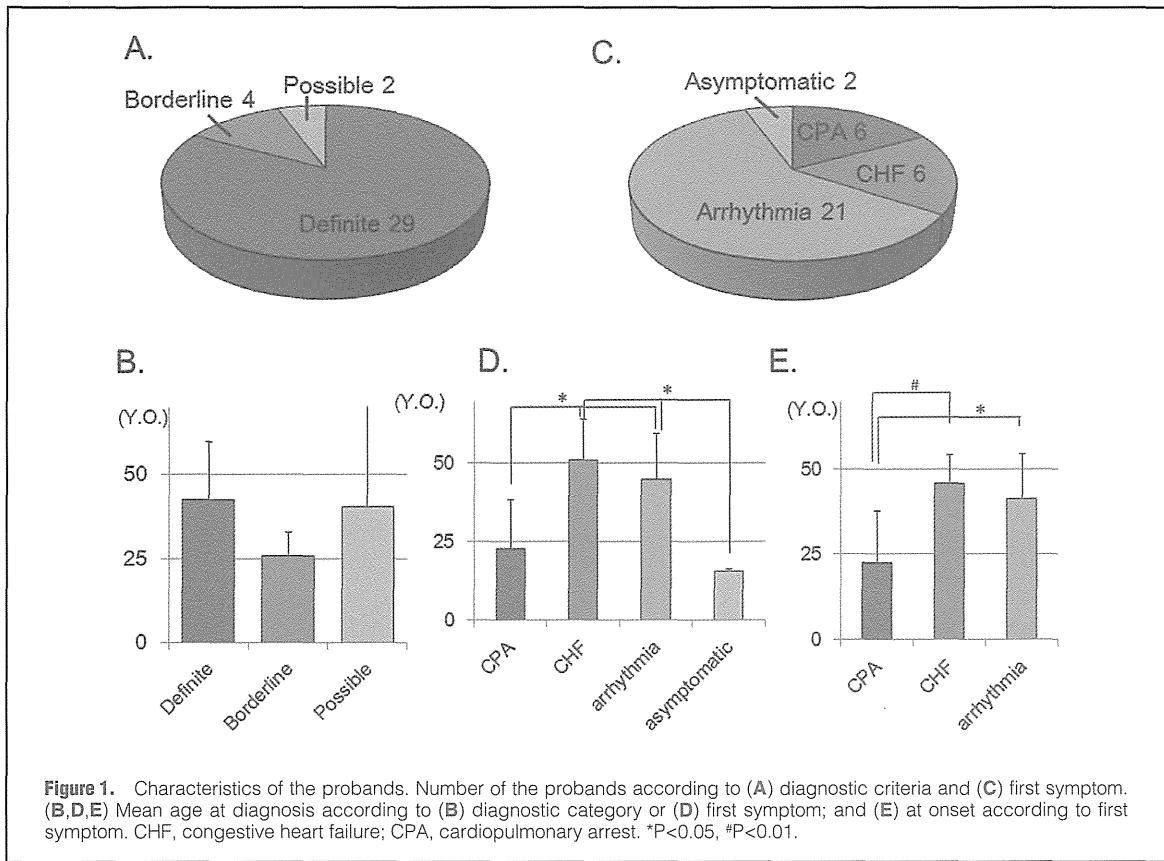 A.
Possible 2
Borderline 4
Definite 29
C.
Asymptomatic 2
CPA 6
CHF 6
Arrhythmia 21
B.
(Y.O.)
50
25
0
Definite
Borderline
Possible
D.
(Y.O.)
*
*
50
25
0
CPA
CHF
arrhythmia
asymptomatic
E.
(Y.O.)
#
*
50
25
0
CPA
CHF
arrhythmia
Figure 1. Characteristics of the probands. Number of the probands according to (A) diagnostic criteria and (C) first symptom.
(B,D,E) Mean age at diagnosis according to (B) diagnostic category or (D) first symptom; and (E) at onset according to first
symptom. CHF, congestive heart failure; CPA, cardiopulmonary arrest. *P<0.05, #P<0.01.